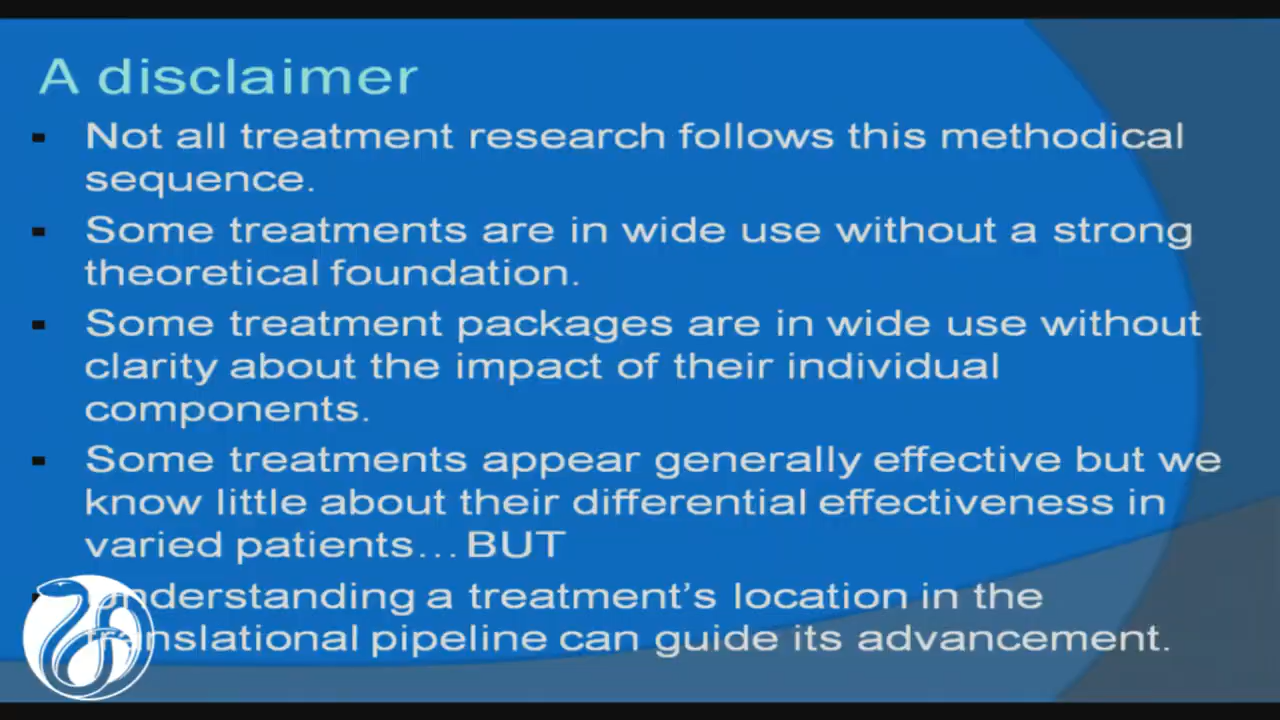 A disclaimer
Not all treatment research follows this methodical
sequence.
Some treatments are in wide use without a strong
theoretical foundation.
Some treatment packages are in wide use without
clarity about the impact of their individual
components.
Some treatments appear generally effective but we
know little about their differential effectiveness in
varied patients…BUT
Understanding a treatment’s location in the
translational pipeline can guide its advancement.